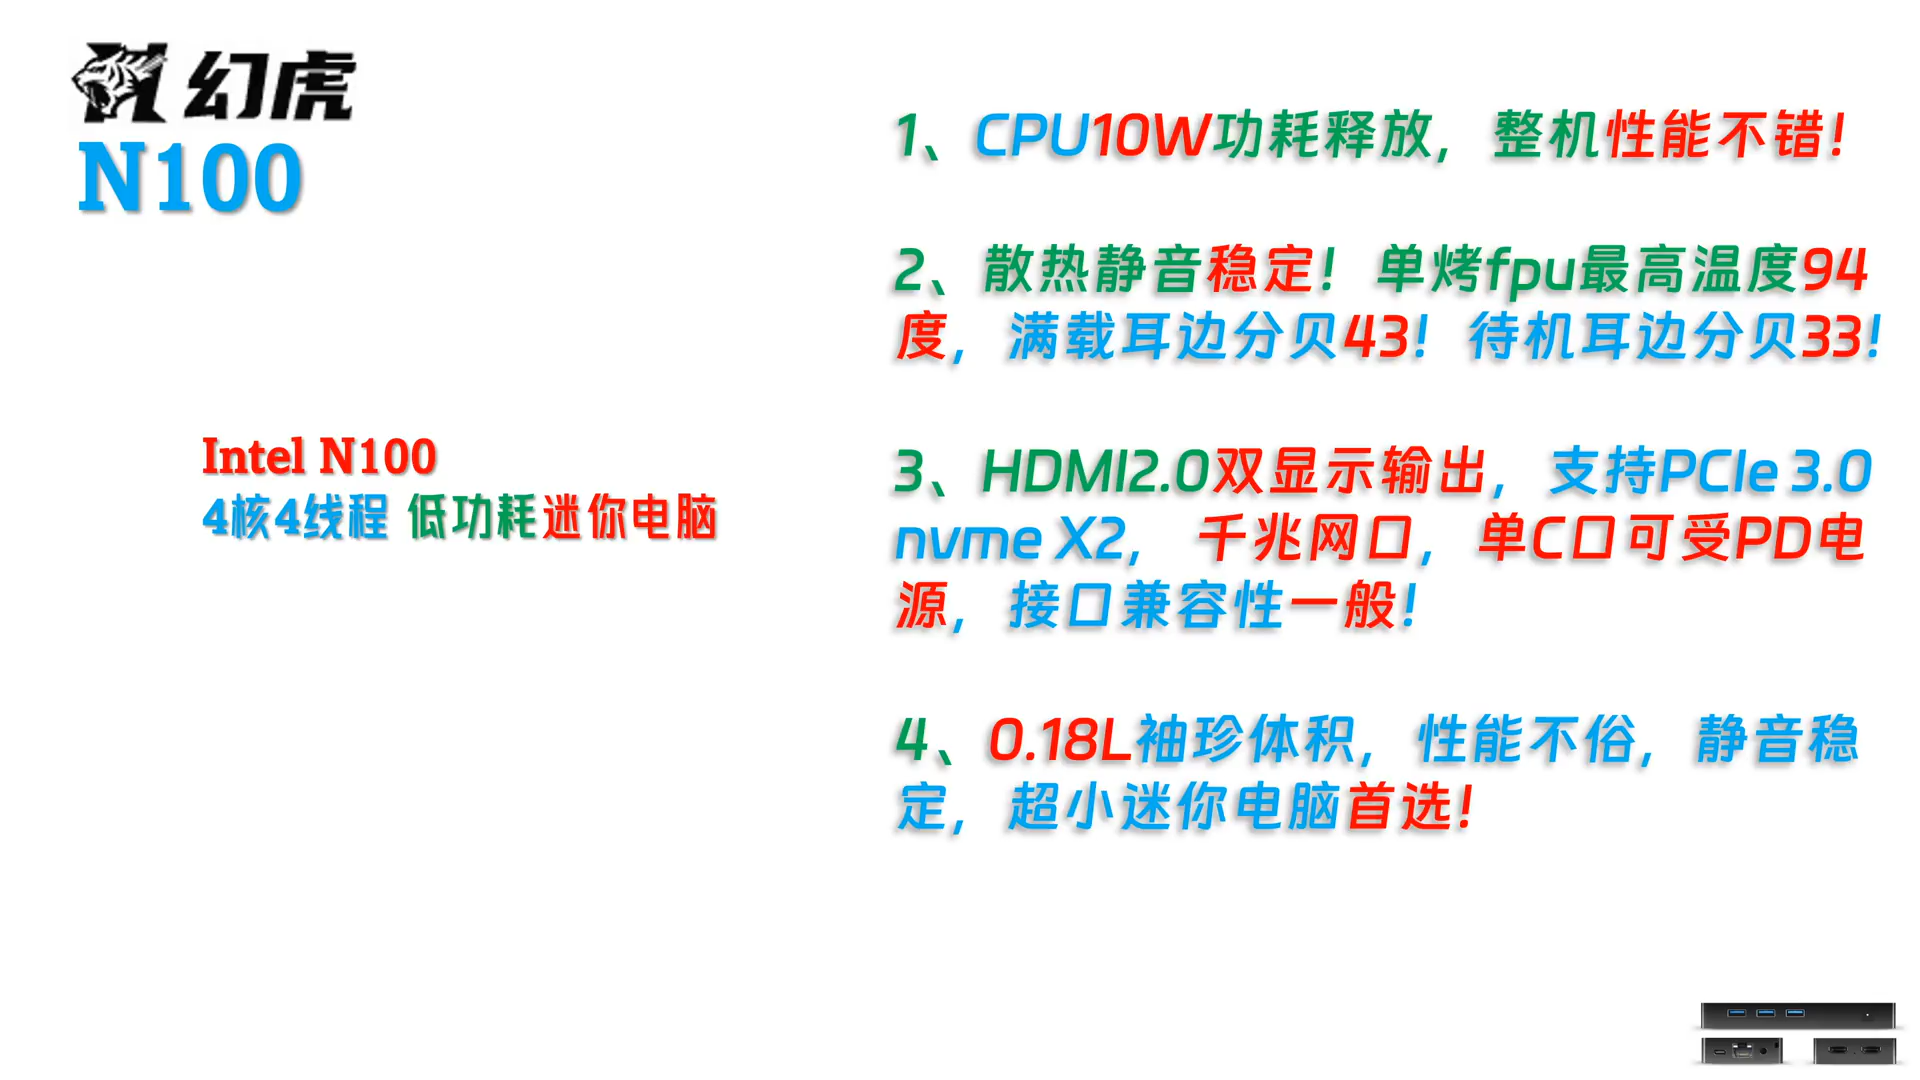 幻虎
N100
Intel N100
4核4线程 低功耗迷你电脑
1、CPU10W功耗释放，整机性能不错！
2、散热静音稳定！单烤fpu最高温度94
度，满载耳边分贝43！待机耳边分贝33！
3、HDMI2.0双显示输出，支持PCIe 3.0
nvme X2，千兆网口，单C口可受PD电
源，接口兼容性一般！
4、0.18L袖珍体积，性能不俗，静音稳
定，超小迷你电脑首选！